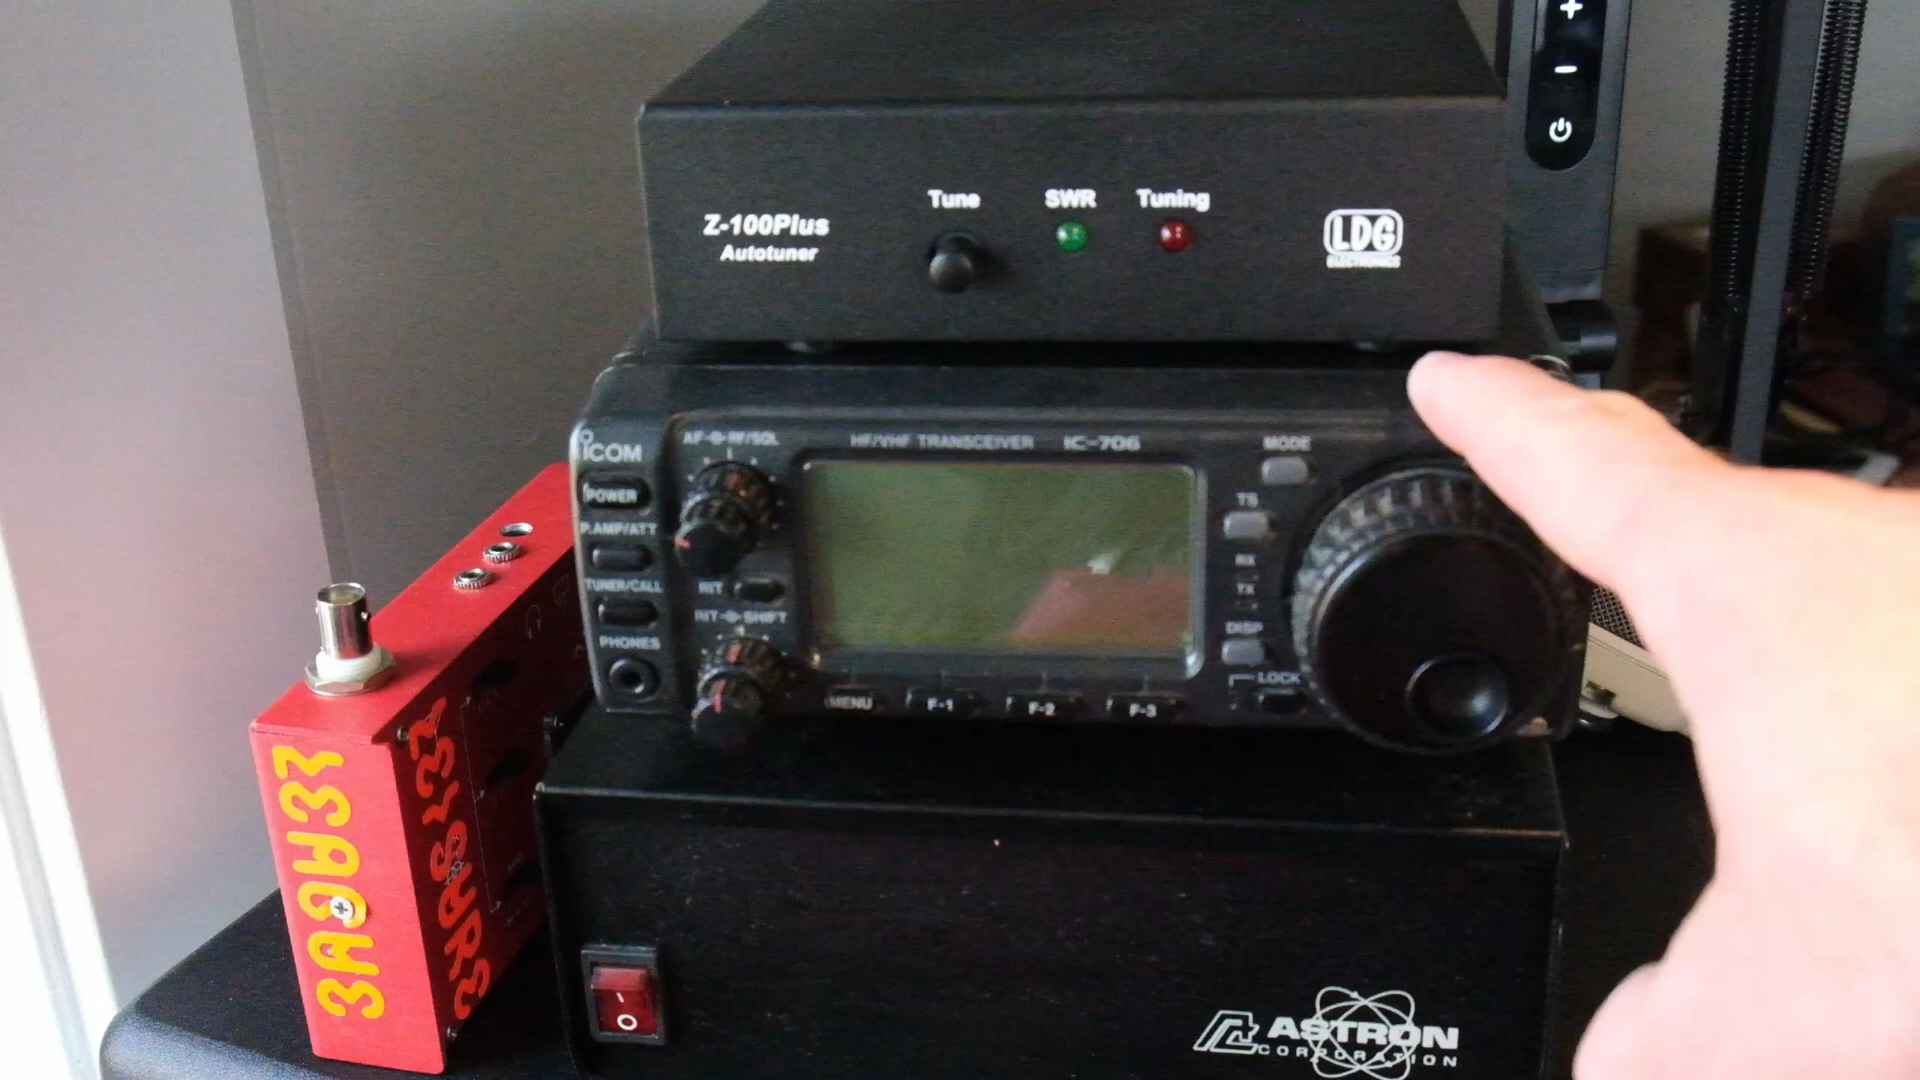 Tune
SWR
Tuning
Z-100Plus
Autotuner
LDG
ELECTRONICS
ICOM
AF RF/SQL
HF/VHF TRANSCEIVER IC-706
MODE
POWER
TS
P.AMP/ATT
RX
TUNER/CALL
RIT
TX
RIT SHIFT
DISP
PHONES
LOCK
MENU
F-1
F-2
F-3
ASTRON
CORPORATION